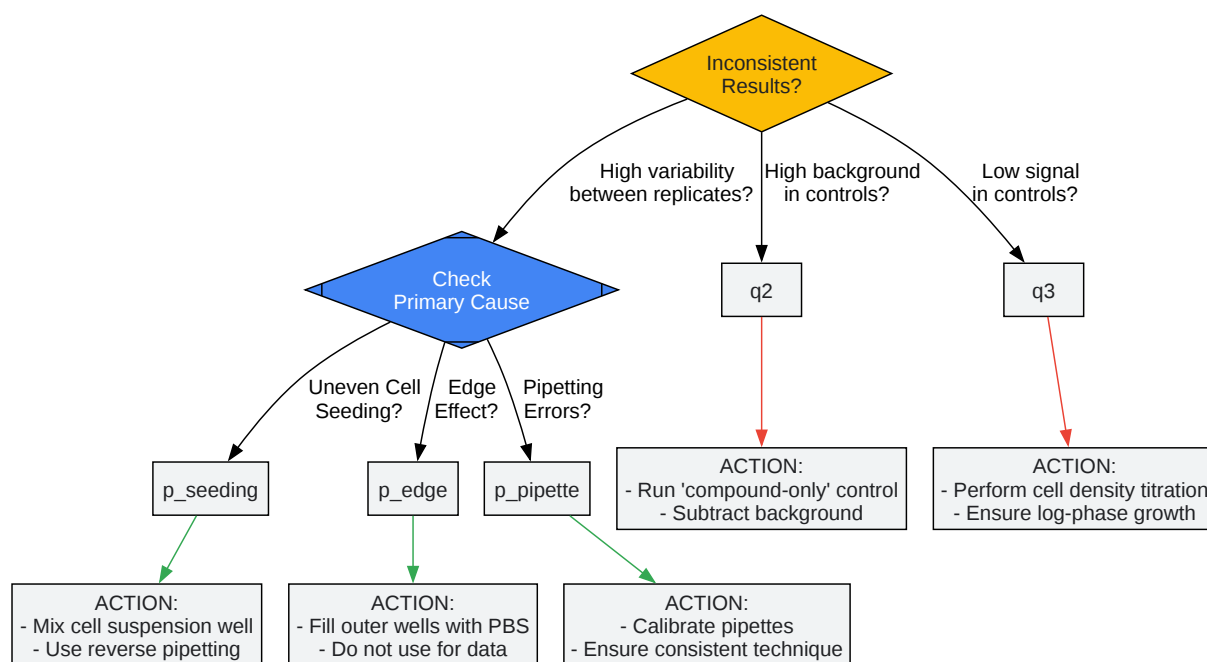 Inconsistent
Results?
High variability
between replicates?
High background
in controls?
Low signal
in controls?
Check
Primary Cause
q2
q3
Uneven Cell
Seeding?
Edge
Effect?
Pipetting
Errors?
p_seeding
p_edge
p_pipette
ACTION:
- Run 'compound-only' control
- Subtract background
ACTION:
- Perform cell density titration
- Ensure log-phase growth
ACTION:
- Mix cell suspension well
- Use reverse pipetting
ACTION:
- Fill outer wells with PBS
- Do not use for data
ACTION:
- Calibrate pipettes
- Ensure consistent technique